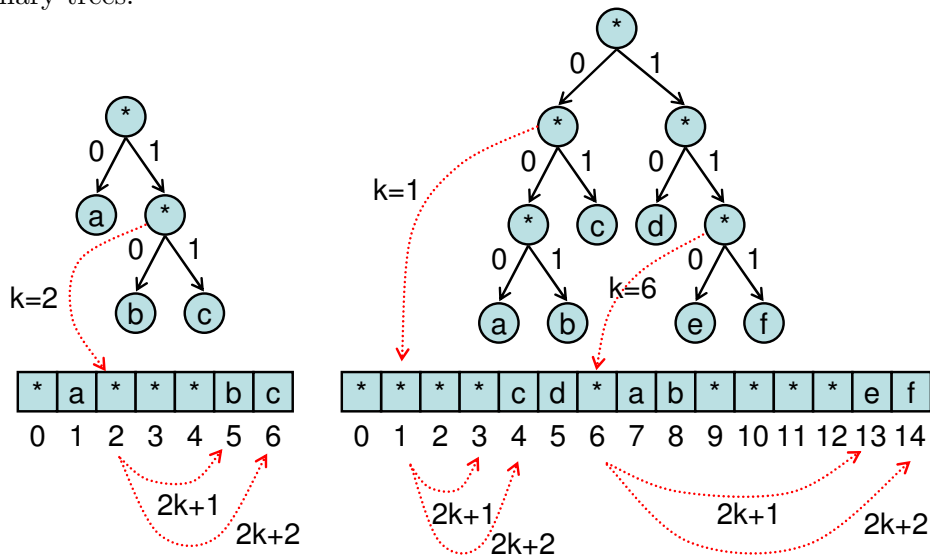 nary trees.
*
0 1
* *
0 1 0 1
* c d *
0 1 0 1
a b e f
k=1
k=6
*
0 1
a *
0 1
b c
k=2
* a * * * b c
0 1 2 3 4 5 6
2k+1
2k+2
* * * * c d * a b * * * * e f
0 1 2 3 4 5 6 7 8 9 10 11 12 13 14
2k+1
2k+2
2k+1
2k+2